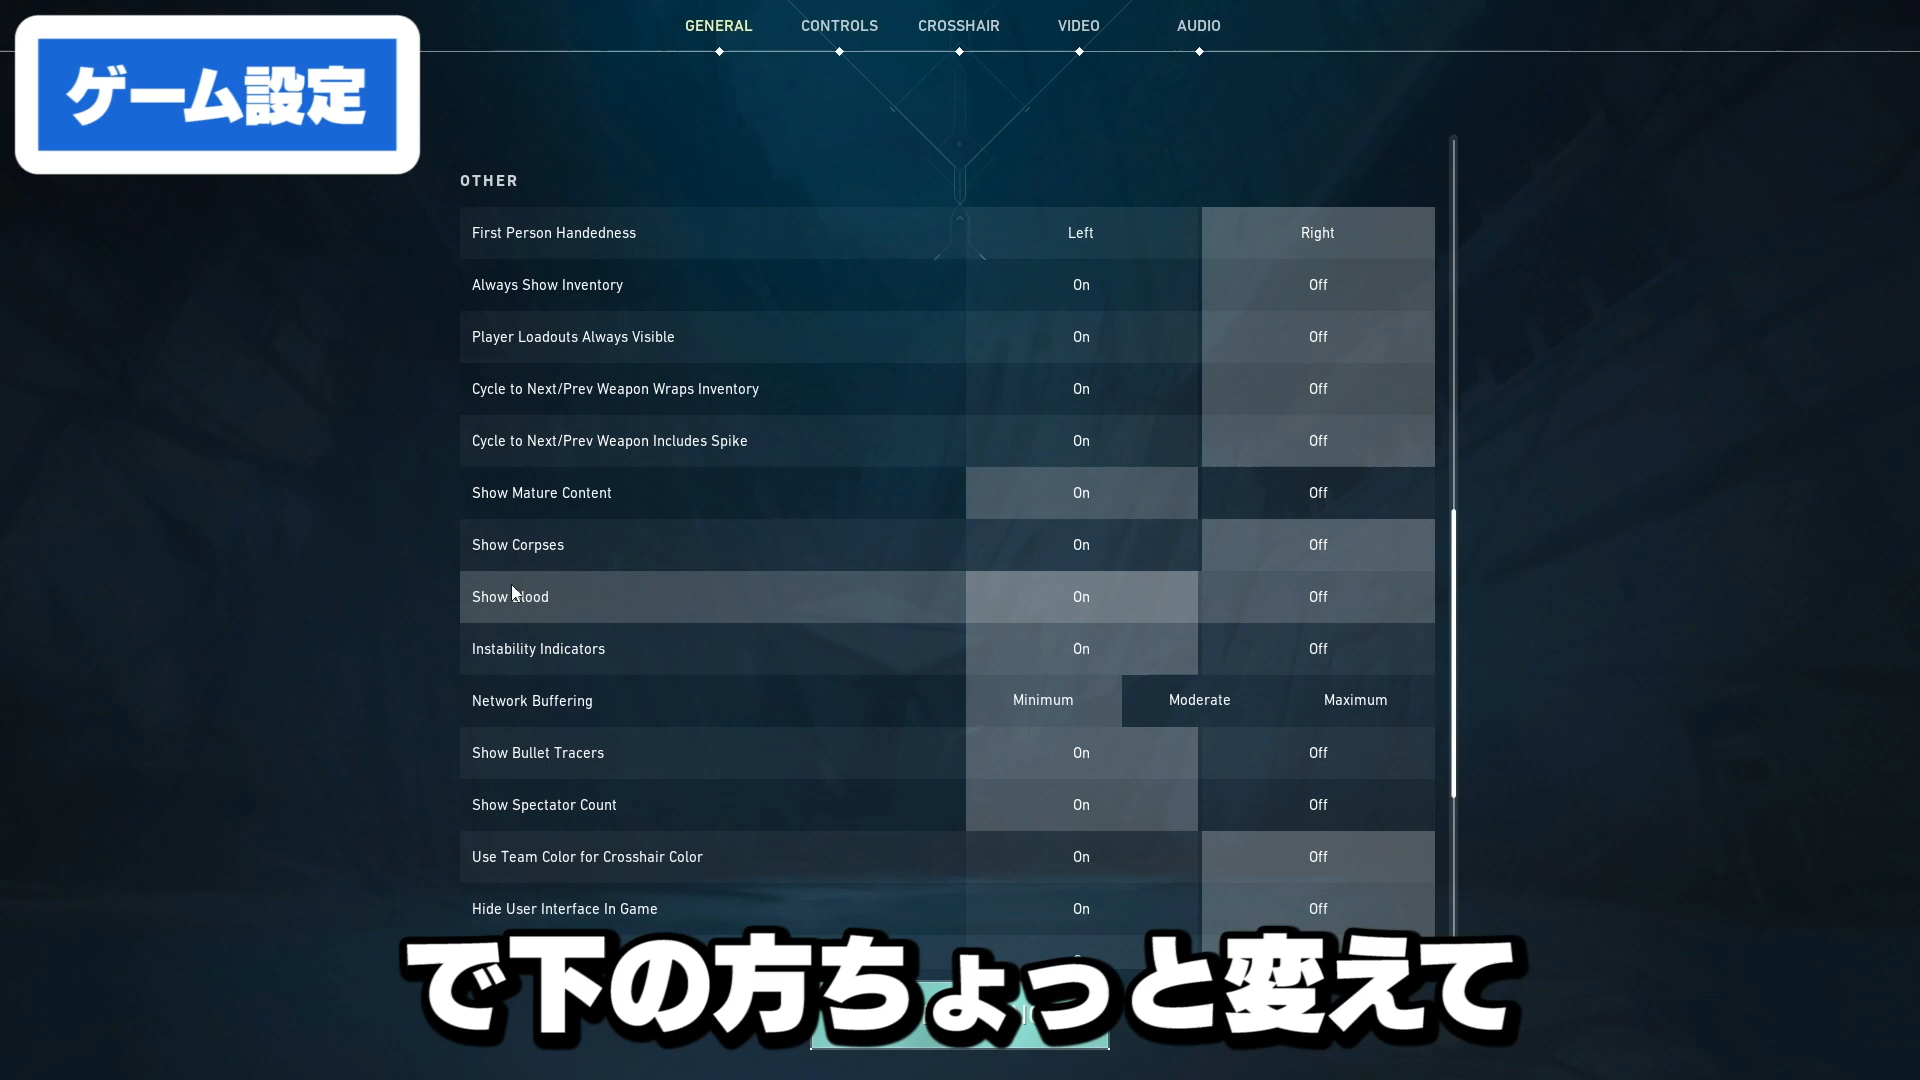 GENERAL CONTROLS CROSSHAIR VIDEO AUDIO
ゲーム設定
OTHER
First Person Handedness Left Right
Always Show Inventory On Off
Player Loadouts Always Visible On Off
Cycle to Next/Prev Weapon Wraps Inventory On Off
Cycle to Next/Prev Weapon Includes Spike On Off
Show Mature Content On Off
Show Corpses On Off
Show Blood On Off
Instability Indicators On Off
Network Buffering Minimum Moderate Maximum
Show Bullet Tracers On Off
Show Spectator Count On Off
Use Team Color for Crosshair Color On Off
Hide User Interface In Game On Off
で下の方ちょっと変えて